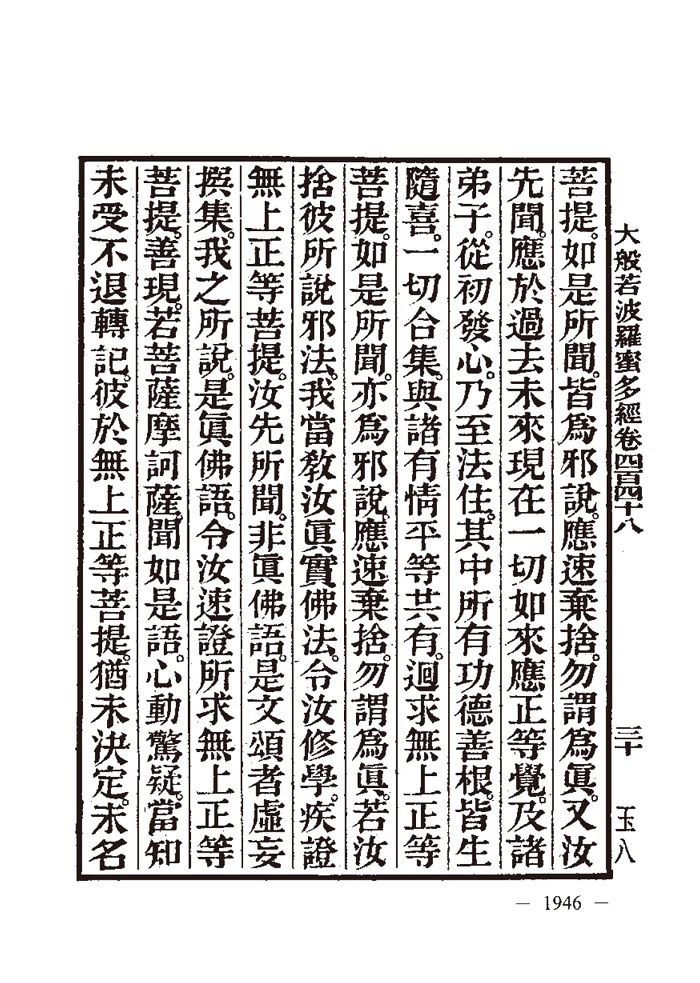 大般若波羅蜜多經卷四百四十八
三十
玉八
菩提。如是所聞。皆爲邪說。應速棄捨。勿謂爲眞。又汝
先聞。應於過去未來現在一切如來應正等覺。及諸
弟子。從初發心。乃至法住。其中所有功德善根。皆生
隨喜。一切合集。與諸有情平等共有。迴求無上正等
菩提。如是所聞。亦爲邪說。應速棄捨。勿謂爲眞。若汝
捨彼所說邪法。我當敎汝眞實佛法。令汝修學。疾證
無上正等菩提。汝先所聞。非眞佛語。是文頌者虛妄
撰集。我之所說。是眞佛語。令汝速證所求無上正等
菩提。善現。若菩薩摩訶薩。聞如是語。心動驚疑。當知
未受不退轉記。彼於無上正等菩提。猶未決定。未名
— 1946 —